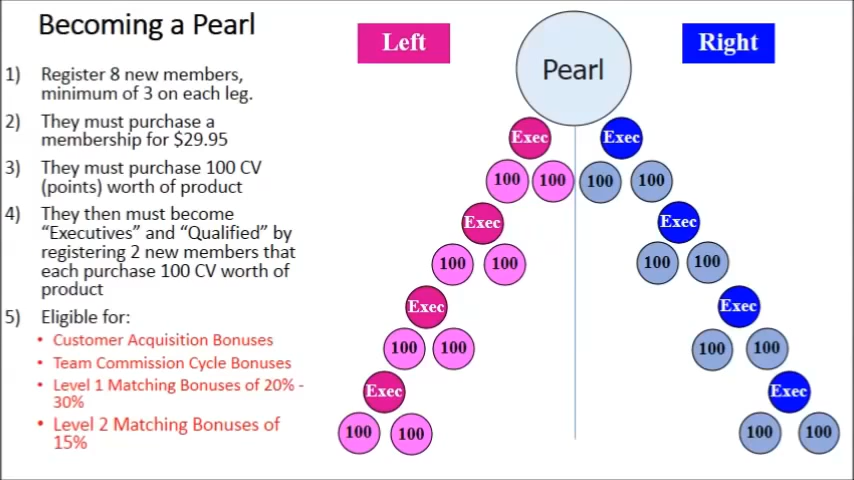 Becoming a Pearl
1) Register 8 new members,
minimum of 3 on each leg.
2) They must purchase a
membership for $29.95
3) They must purchase 100 CV
(points) worth of product
4) They then must become
“Executives” and “Qualified” by
registering 2 new members that
each purchase 100 CV worth of
product
5) Eligible for:
• Customer Acquisition Bonuses
• Team Commission Cycle Bonuses
• Level 1 Matching Bonuses of 20% -
30%
• Level 2 Matching Bonuses of
15%
Left
Pearl
Right
Exec Exec
100 100 100 100
Exec Exec
100 100 100 100
Exec Exec
100 100 100 100
Exec Exec
100 100 100 100